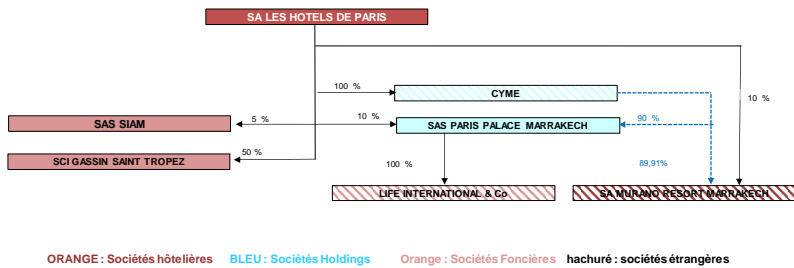 SA LES HOTELS DE PARIS
100 %
CYME
10 %
SAS SIAM
5 %
10 %
SAS PARIS PALACE MARRAKECH
90 %
SCI GASSIN SAINT TROPEZ
50 %
100 %
89,91%
LIFE INTERNATIONAL & Co
SA MURANO RESORT MARRAKECH
ORANGE : Sociétés hôtelières BLEU : Sociétés Holdings Orange : Sociétés Foncières hachuré : sociétés étrangères